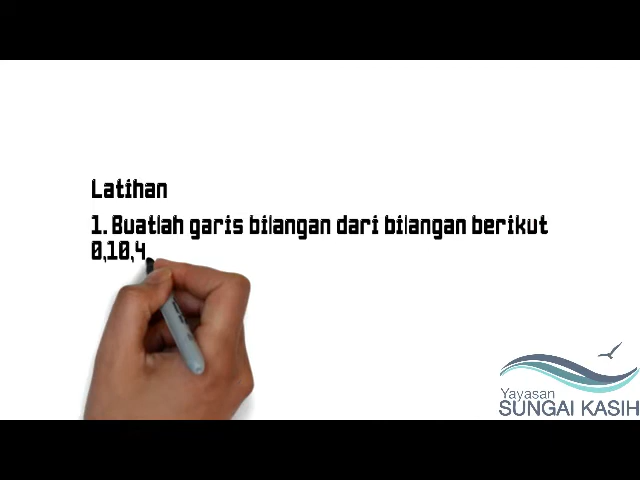 Latihan
1. Buatlah garis bilangan dari bilangan berikut
0,10,4
Yayasan
SUNGAI KASIH